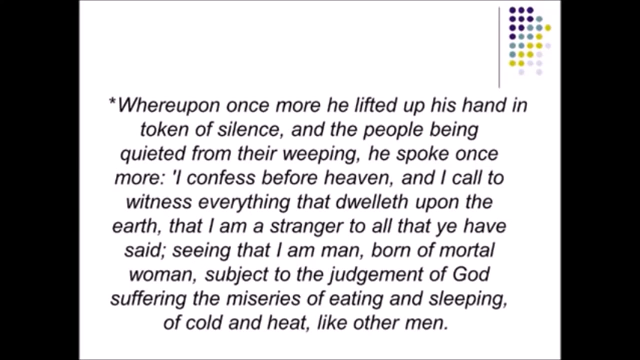 *Whereupon once more he lifted up his hand in
token of silence, and the people being
quieted from their weeping, he spoke once
more: 'I confess before heaven, and I call to
witness everything that dwelleth upon the
earth, that I am a stranger to all that ye have
said; seeing that I am man, born of mortal
woman, subject to the judgement of God
suffering the miseries of eating and sleeping,
of cold and heat, like other men.